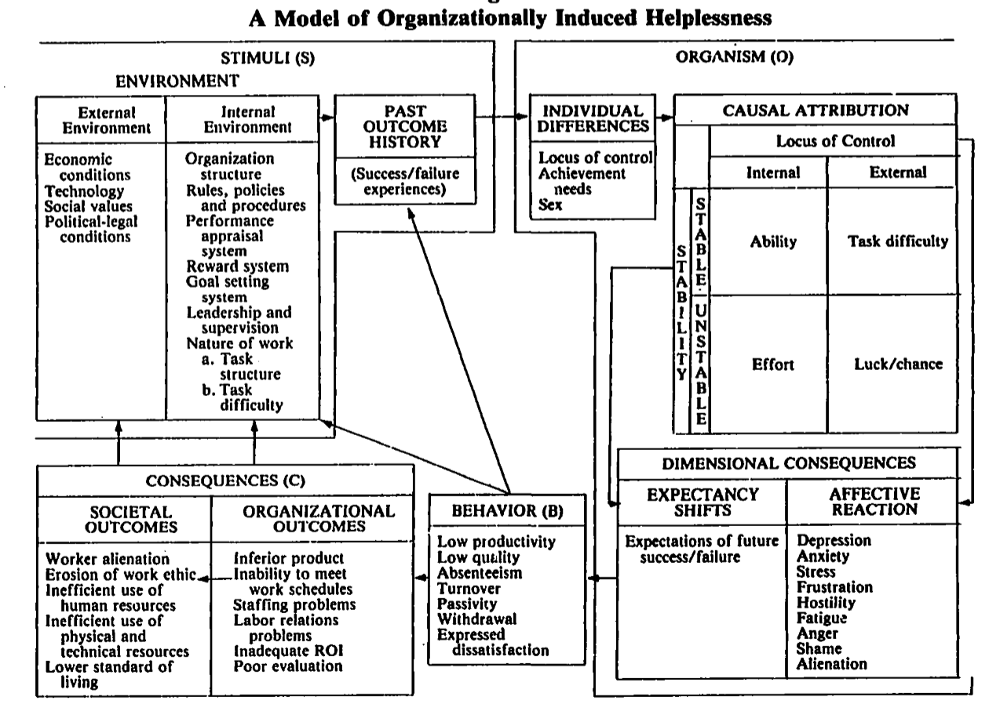 A Model of Organizationally Induced Helplessness
STIMULI (S)
ENVIRONMENT
External
Environment
Economic
conditions
Technology
Social values
Political-legal
conditions
Internal
Environment
Organization
structure
Rules, policies
and procedures
Performance
appraisal
system
Reward system
Goal setting
system
Leadership and
supervision
Nature of work
a. Task
structure
b. Task
difficulty
PAST
OUTCOME
HISTORY
(Success/failure
experiences)
ORGANISM (O)
INDIVIDUAL
DIFFERENCES
Locus of control
Achievement
needs
Sex
CAUSAL ATTRIBUTION
Locus of Control
Internal
External
STABILITY
STABLE
Ability
Task difficulty
UNSTABLE
Effort
Luck/chance
DIMENSIONAL CONSEQUENCES
EXPECTANCY
SHIFTS
Expectations of future
success/failure
AFFECTIVE
REACTION
Depression
Anxiety
Stress
Frustration
Hostility
Fatigue
Anger
Shame
Alienation
BEHAVIOR (B)
Low productivity
Low quality
Absenteeism
Turnover
Passivity
Withdrawal
Expressed
dissatisfaction
CONSEQUENCES (C)
SOCIETAL
OUTCOMES
Worker alienation
Erosion of work ethic
Inefficient use of
human resources
Inefficient use of
physical and
technical resources
Lower standard of
living
ORGANIZATIONAL
OUTCOMES
Inferior product
Inability to meet
work schedules
Staffing problems
Labor relations
problems
Inadequate ROI
Poor evaluation